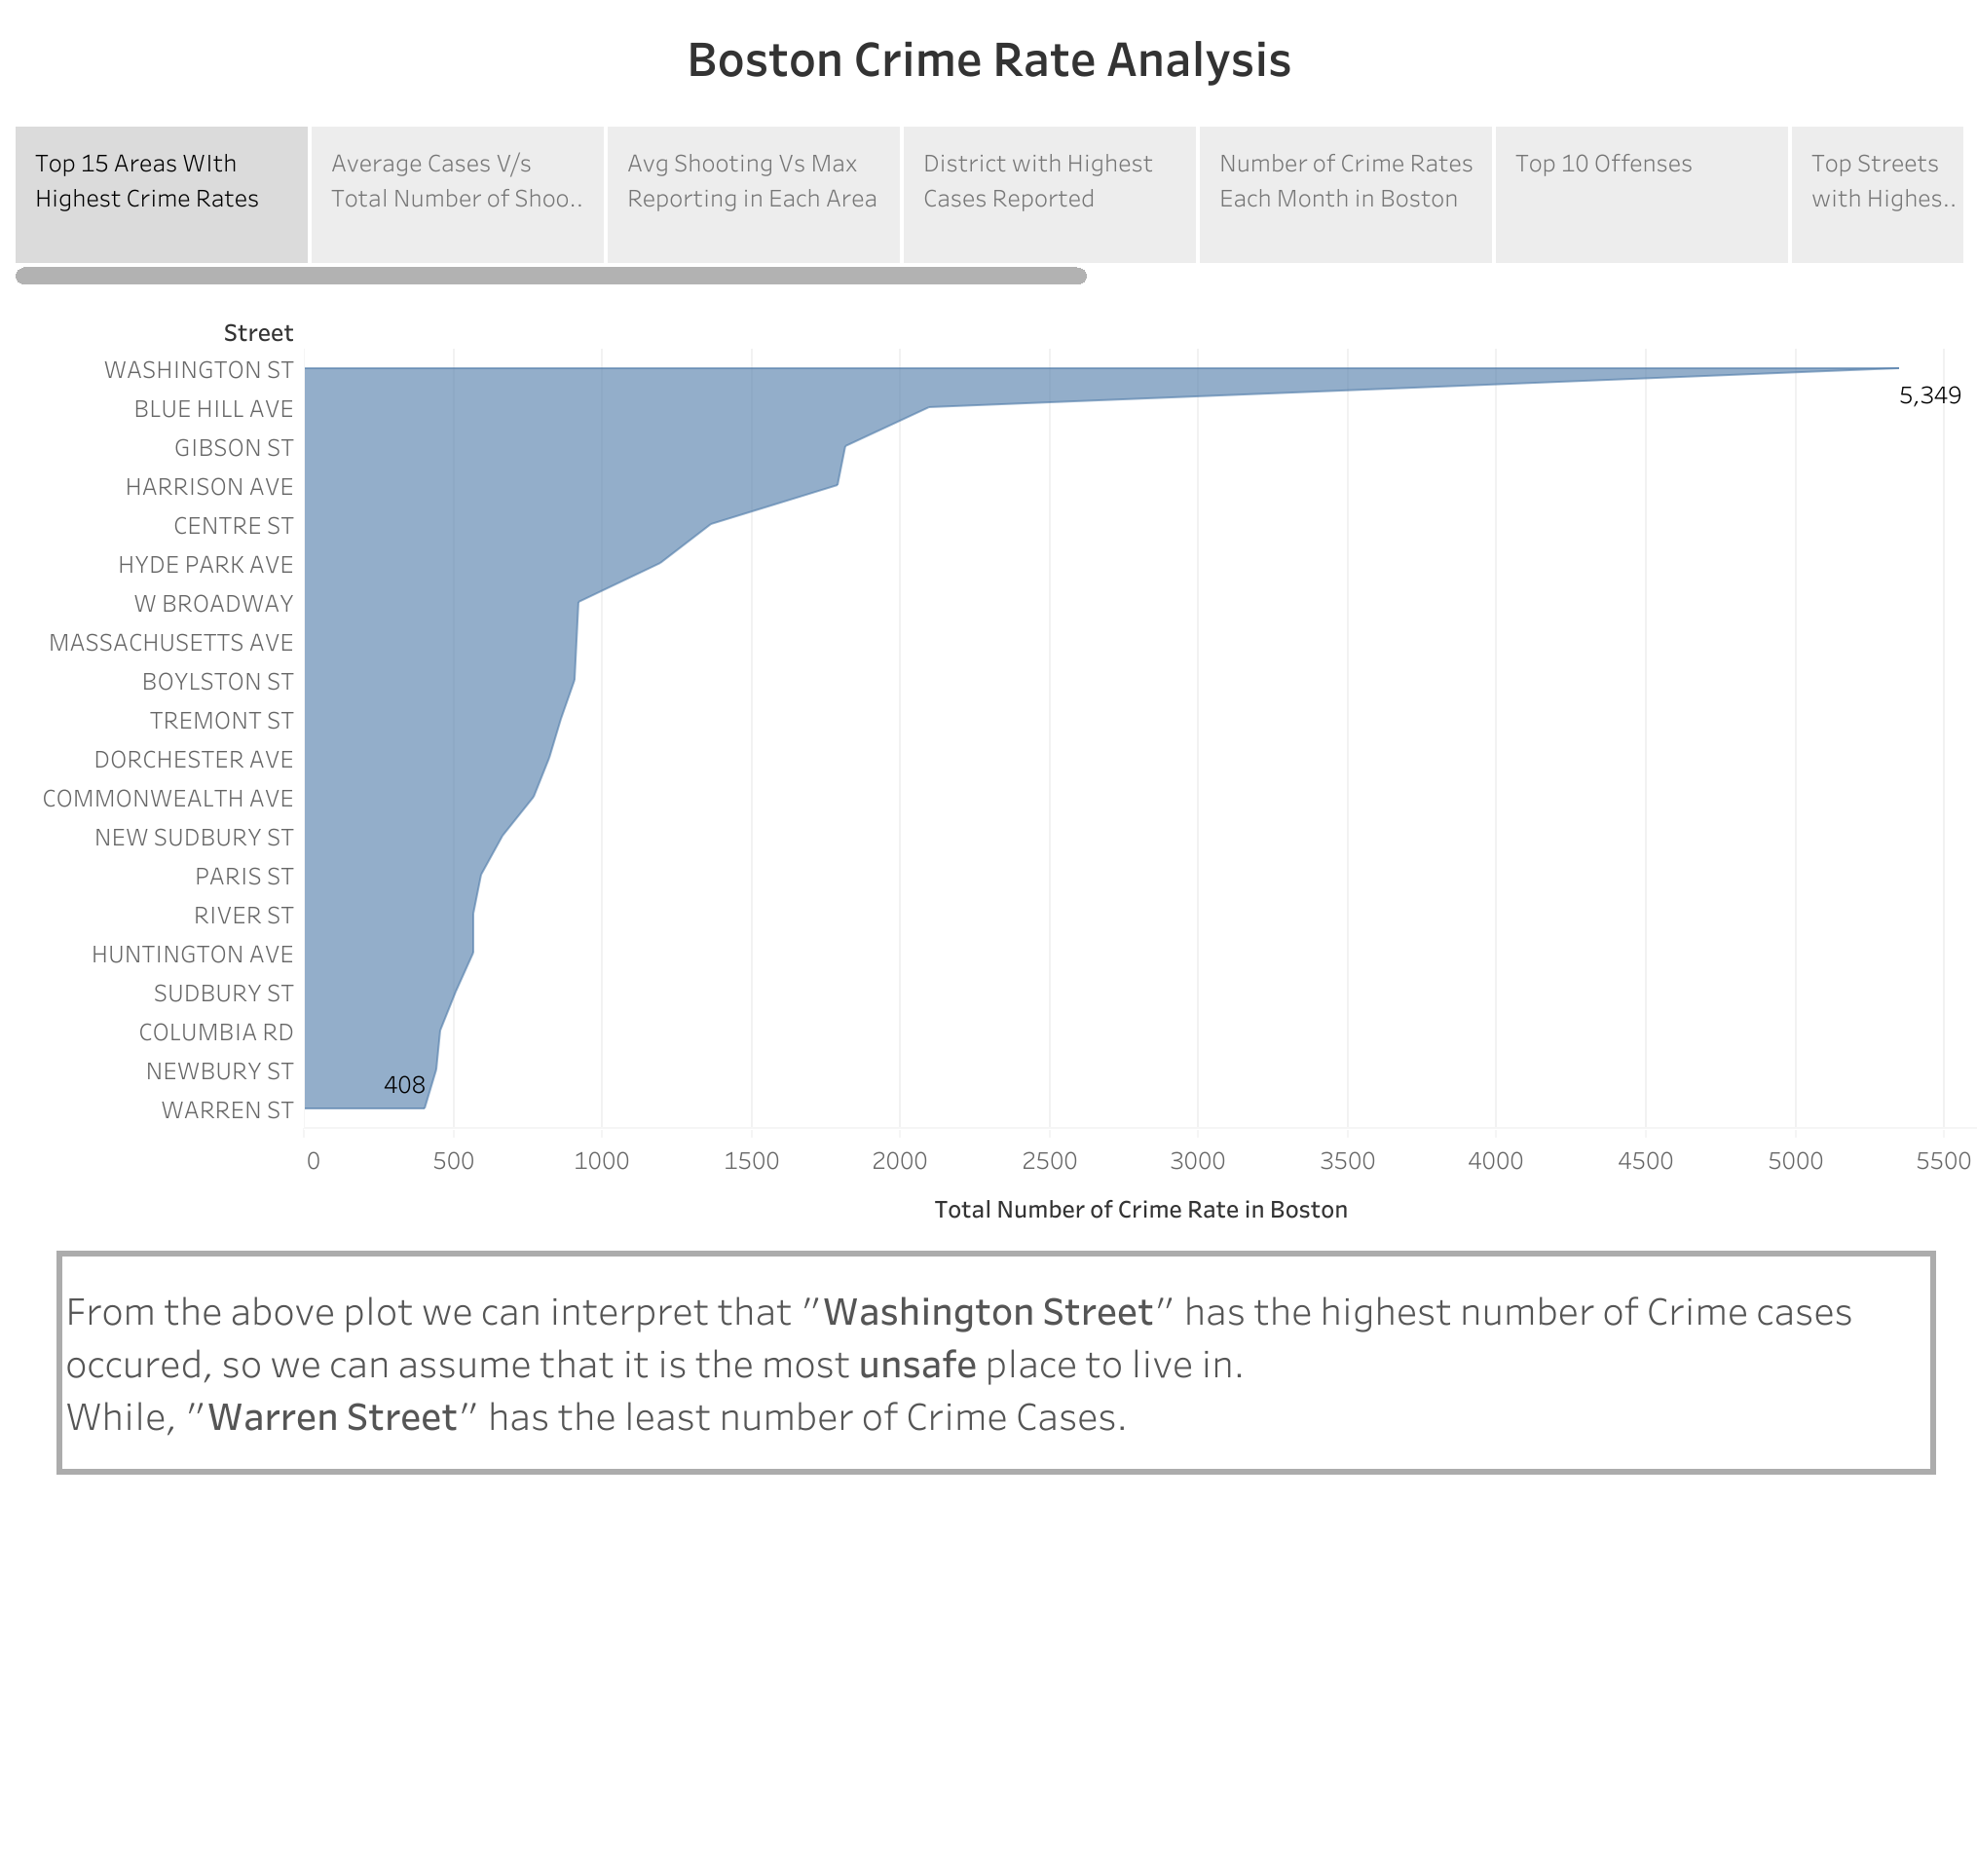 Boston Crime Rate Analysis
Top 15 Areas WIth
Highest Crime Rates
Average Cases V/s
Total Number of Shoo..
Avg Shooting Vs Max
Reporting in Each Area
District with Highest
Cases Reported
Number of Crime Rates
Each Month in Boston
Top 10 Offenses
Top Streets
with Highes..
Street
WASHINGTON ST
5,349
BLUE HILL AVE
GIBSON ST
HARRISON AVE
CENTRE ST
HYDE PARK AVE
W BROADWAY
MASSACHUSETTS AVE
BOYLSTON ST
TREMONT ST
DORCHESTER AVE
COMMONWEALTH AVE
NEW SUDBURY ST
PARIS ST
RIVER ST
HUNTINGTON AVE
SUDBURY ST
COLUMBIA RD
NEWBURY ST
408
WARREN ST
0 500 1000 1500 2000 2500 3000 3500 4000 4500 5000 5500
Total Number of Crime Rate in Boston
From the above plot we can interpret that "Washington Street" has the highest number of Crime cases
occured, so we can assume that it is the most unsafe place to live in.
While, "Warren Street" has the least number of Crime Cases.